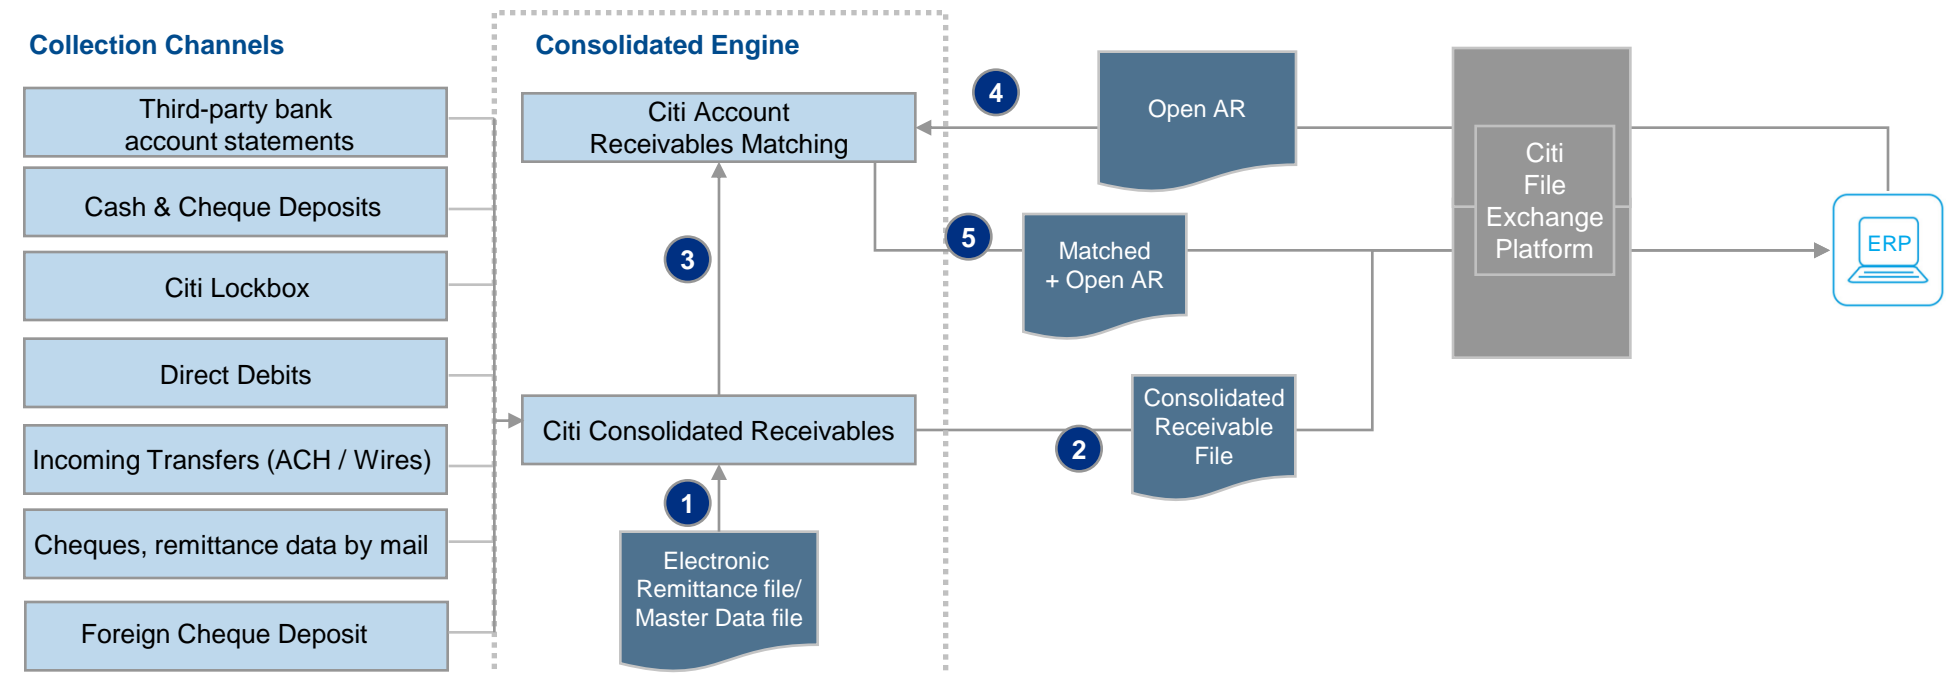 Collection Channels
Third-party bank
account statements
Cash & Cheque Deposits
Citi Lockbox
Direct Debits
Incoming Transfers (ACH / Wires)
Cheques, remittance data by mail
Foreign Cheque Deposit
Consolidated Engine
Citi Account
Receivables Matching
3
Citi Consolidated Receivables
1
Electronic
Remittance file/
Master Data file
4
Open AR
5
Matched
+ Open AR
2
Consolidated
Receivable
File
Citi
File
Exchange
Platform
ERP